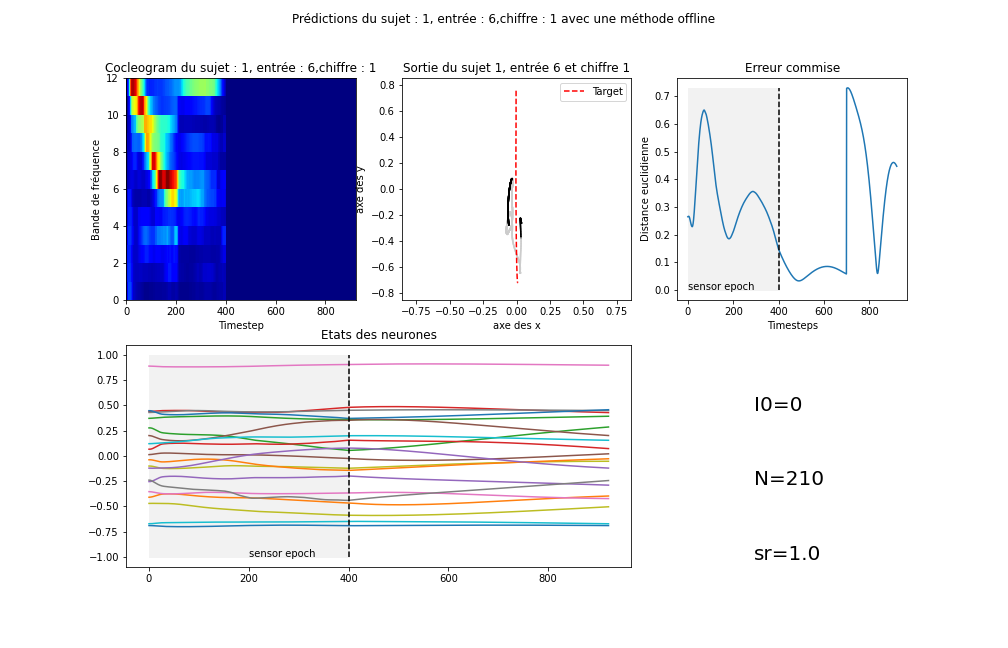 Prédictions du sujet : 1, entrée : 6,chiffre : 1 avec une méthode offline
Cocleogram du sujet : 1, entrée : 6,chiffre : 1
Bande de fréquence
12
10
8
6
4
2
0
0 200 400 600 800
Timestep
Sortie du sujet 1, entrée 6 et chiffre 1
Target
axe des y
0.8
0.6
0.4
0.2
0.0
−0.2
−0.4
−0.6
−0.8
−0.75 −0.50 −0.25 0.00 0.25 0.50 0.75
axe des x
Erreur commise
Distance euclidienne
0.7
0.6
0.5
0.4
0.3
0.2
0.1
0.0
sensor epoch
0 200 400 600 800
Timesteps
Etats des neurones
1.00
0.75
0.50
0.25
0.00
−0.25
−0.50
−0.75
−1.00
sensor epoch
0 200 400 600 800
I0=0
N=210
sr=1.0